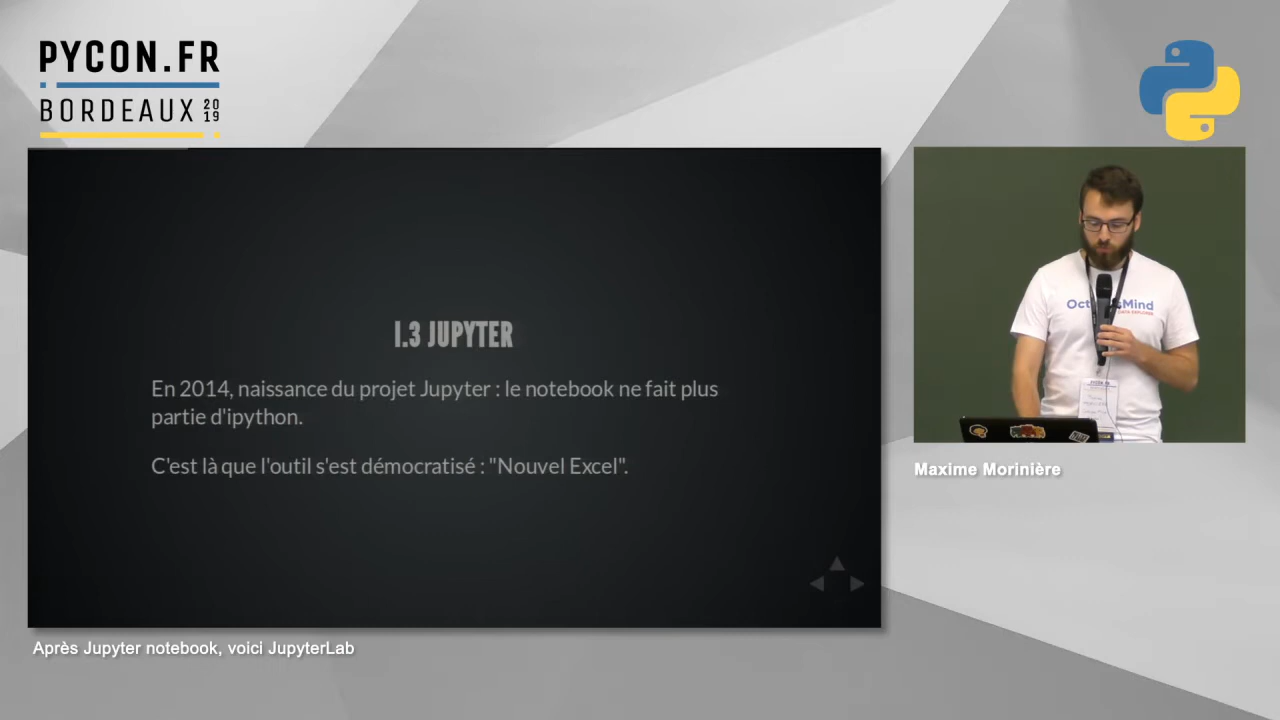 PYCON.FR
BORDEAUX 2019
I.3 JUPYTER
En 2014, naissance du projet Jupyter : le notebook ne fait plus
partie d'ipython.
C'est là que l'outil s'est démocratisé : "Nouvel Excel".
Maxime Morinière
Après Jupyter notebook, voici JupyterLab